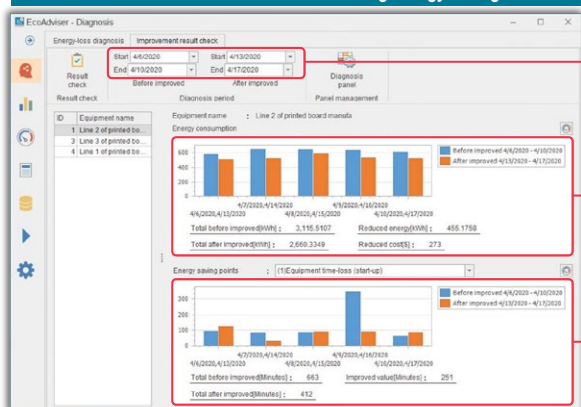 EcoAdviser - Diagnosis
Energy-loss diagnosis Improvement result check
Start 4/6/2020 Start 4/13/2020
End 4/10/2020 End 4/17/2020
Result check
Before improved After improved
Diagnosis panel
Result check Diagnosis period Panel management
ID Equipment name
1 Line 2 of printed bo...
3 Line 3 of printed bo...
4 Line 1 of printed bo...
Equipment name : Line 2 of printed board manufa
Energy consumption
600
400
200
0
4/6/2020,4/13/2020
4/7/2020,4/14/2020
4/8/2020,4/15/2020
4/9/2020,4/16/2020
4/10/2020,4/17/2020
Before improved 4/6/2020 - 4/10/2020
After improved 4/13/2020 - 4/17/2020
Total before improved[kWh] : 3,115.5107 Reduced energy[kWh] : 455.1758
Total after improved[kWh] : 2,660.3349 Reduced cost[$] : 273
Energy saving points : (1)Equipment time-loss (start-up)
300
200
100
0
4/6/2020,4/13/2020
4/7/2020,4/14/2020
4/8/2020,4/15/2020
4/9/2020,4/16/2020
4/10/2020,4/17/2020
Before improved 4/6/2020 - 4/10/2020
After improved 4/13/2020 - 4/17/2020
Total before improved[Minutes] : 663 Improved value[Minutes] : 251
Total after improved[Minutes] : 412